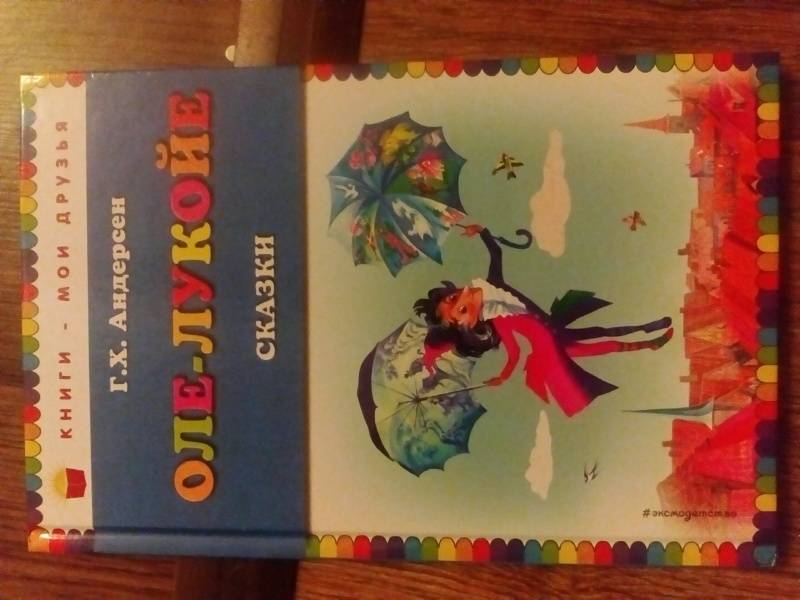 КНИГИ - МОИ ДРУЗЬЯ
Г.Х. Андерсен
ОЛЕ-ЛУКОЙЕ
СКАЗКИ
#эксмодетство